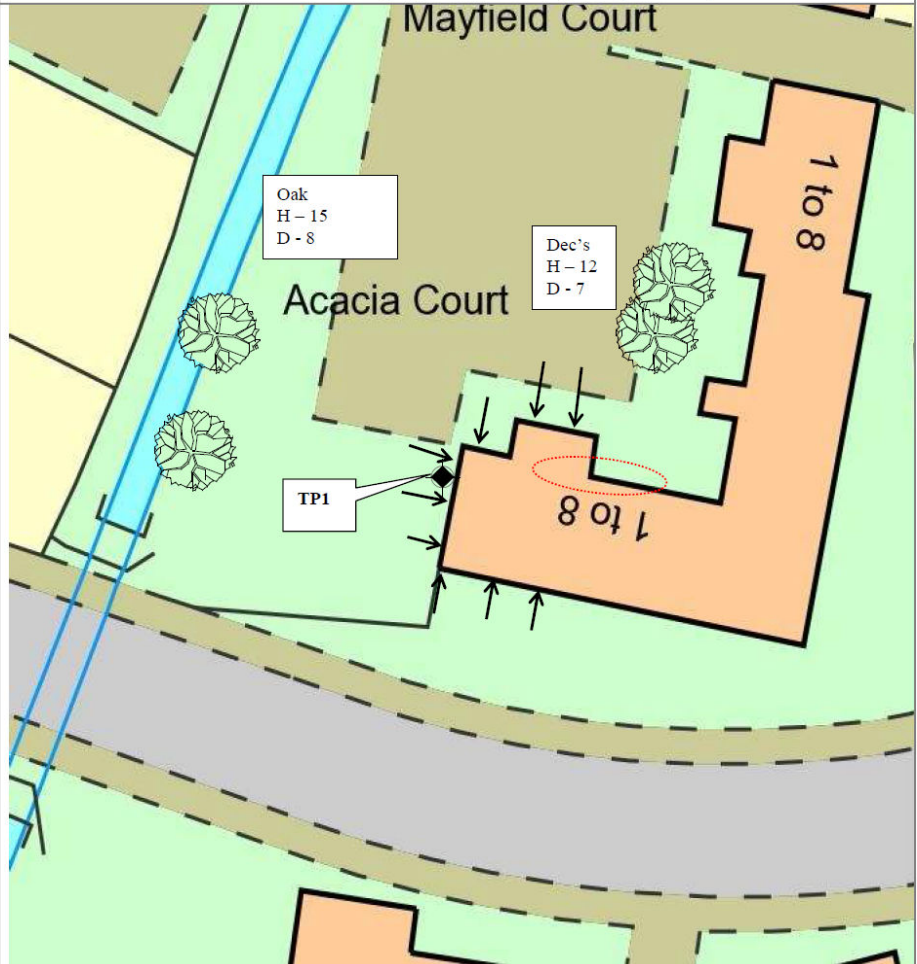 Mayfield Court
Oak
H – 15
D - 8
Dec's
H – 12
D - 7
1 to 8
Acacia Court
TP1
1 to 8